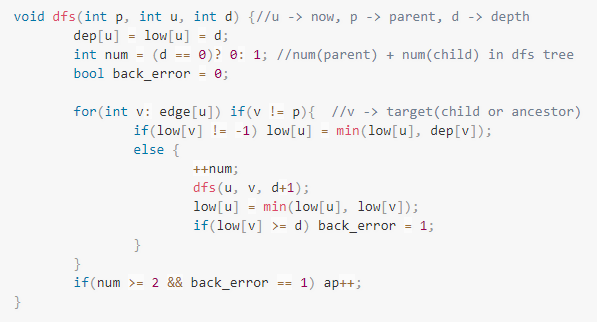 void dfs(int p, int u, int d) {//u -> now, p -> parent, d -> depth
dep[u] = low[u] = d;
int num = (d == 0)? 0: 1; //num(parent) + num(child) in dfs tree
bool back_error = 0;
for(int v: edge[u]) if(v != p){  //v -> target(child or ancestor)
if(low[v] != -1) low[u] = min(low[u], dep[v]);
else {
++num;
dfs(u, v, d+1);
low[u] = min(low[u], low[v]);
if(low[v] >= d) back_error = 1;
}
}
if(num >= 2 && back_error == 1) ap++;
}